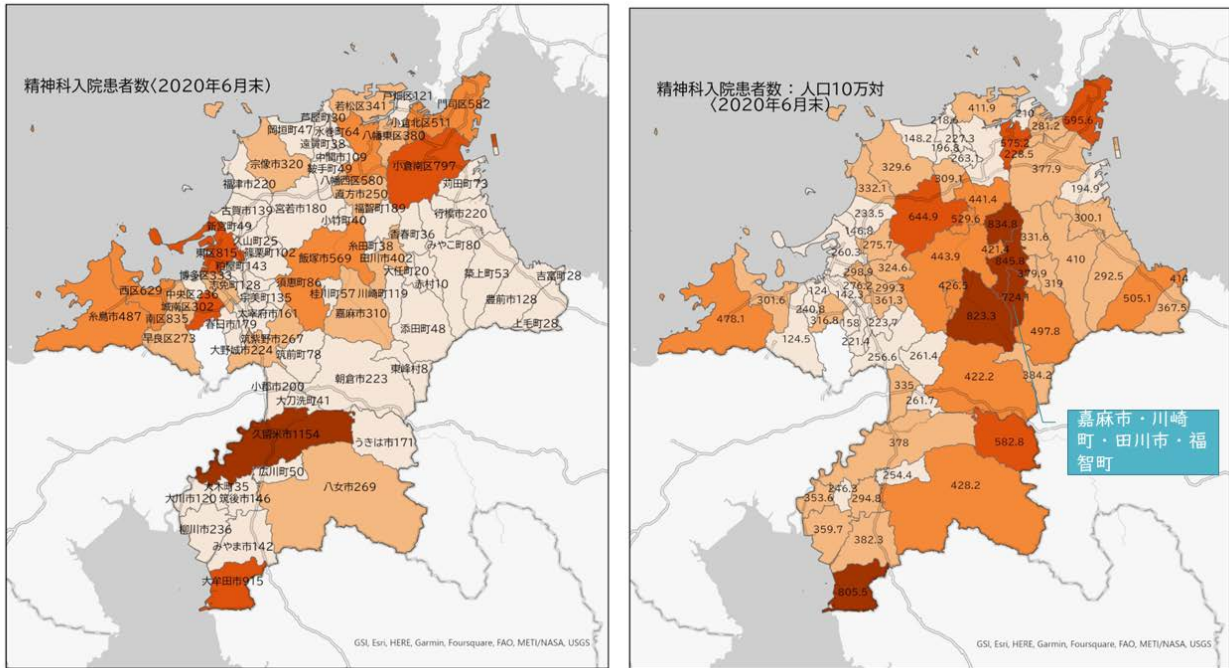 精神科入院患者数〈2020年6月末〉
戸畑区121
若松区341
門司区582
芦屋町30
岡垣町47
水巻町64
小倉北区511
八幡東区380
遠賀町38
中間市109
宗像市320
鞍手町49
小倉南区797
八幡西区580
福津市220
直方市250
苅田町73
古賀市139
宮若市180
福智町189
行橋市220
新宮町49
小竹町40
香春町36
久山町25
糸田町38
みやこ町80
東区815
篠栗町102
飯塚市569
田川市402
粕屋町143
大任町20
築上町53
吉富町28
博多区333
須恵町86
赤村10
西区629
志免町128
桂川町57
川崎町119
中央区236
宇美町135
豊前市128
城南区302
糸島市487
南区835
太宰府市161
嘉麻市310
上毛町28
春日市179
早良区273
筑紫野市267
添田町48
大野城市224
筑前町78
東峰村8
朝倉市223
小郡市200
大刀洗町41
久留米市1154
うきは市171
広川町50
大木町35
八女市269
大川市120
筑後市146
柳川市236
みやま市142
大牟田市915
GSI, Esri, HERE, Garmin, Foursquare, FAO, METI/NASA, USGS
精神科入院患者数：人口10万対
〈2020年6月末〉
411.9
210
595.6
218.6
281.2
148.2
227.3
575.2
196.8
228.5
263.1
329.6
377.9
309.1
332.1
194.9
441.4
233.5
644.9
529.6
834.8
300.1
146.8
331.6
275.7
421.4
260.3
443.9
845.8
410
298.9
324.6
379.9
292.5
414
276.2
299.3
426.5
319
124
142.3
301.6
361.3
724.1
505.1
367.5
240.8
478.1
316.8
158
223.7
823.3
497.8
124.5
221.4
256.6
261.4
422.2
384.2
335
261.7
嘉麻市・川崎
町・田川市・福
智町
378
582.8
254.4
428.2
246.3
353.6
294.8
359.7
382.3
805.5
GSI, Esri, HERE, Garmin, Foursquare, FAO, METI/NASA, USGS